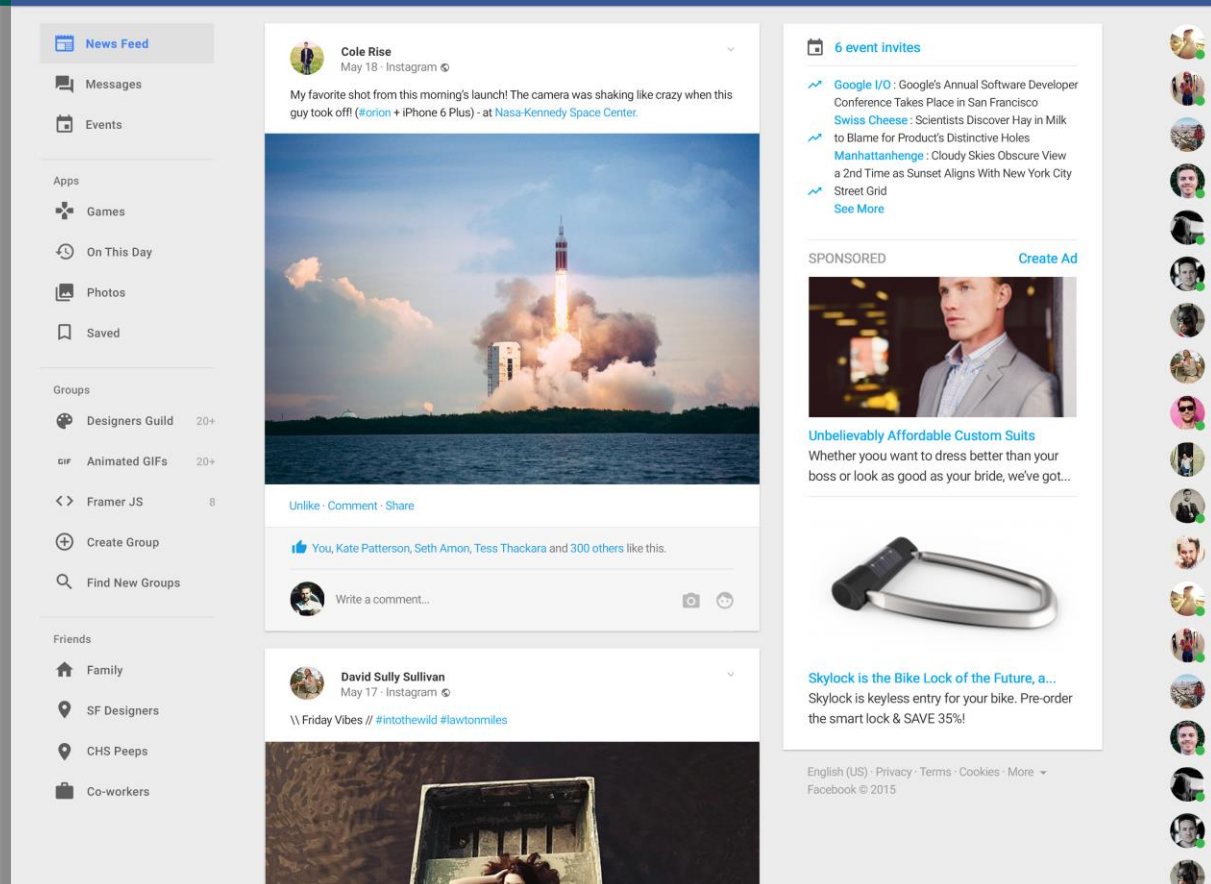 News Feed
Messages
Events
Apps
Games
On This Day
Photos
Saved
Groups
Designers Guild 20+
GIF Animated GIFs 20+
Framer JS 8
Create Group
Find New Groups
Friends
Family
SF Designers
CHS Peeps
Co-workers
Cole Rise
May 18 · Instagram
My favorite shot from this morning's launch! The camera was shaking like crazy when this
guy took off! (#orion + iPhone 6 Plus) - at Nasa-Kennedy Space Center.
Unlike · Comment · Share
You, Kate Patterson, Seth Amon, Tess Thackara and 300 others like this.
Write a comment...
David Sully Sullivan
May 17 · Instagram
\\ Friday Vibes // #intothewild #lawtonmiles
6 event invites
Google I/O : Google's Annual Software Developer
Conference Takes Place in San Francisco
Swiss Cheese : Scientists Discover Hay in Milk
to Blame for Product's Distinctive Holes
Manhattanhenge : Cloudy Skies Obscure View
a 2nd Time as Sunset Aligns With New York City
Street Grid
See More
SPONSORED Create Ad
Unbelievably Affordable Custom Suits
Whether yoou want to dress better than your
boss or look as good as your bride, we've got...
Skylock is the Bike Lock of the Future, a...
Skylock is keyless entry for your bike. Pre-order
the smart lock & SAVE 35%!
English (US) · Privacy · Terms · Cookies · More
Facebook © 2015